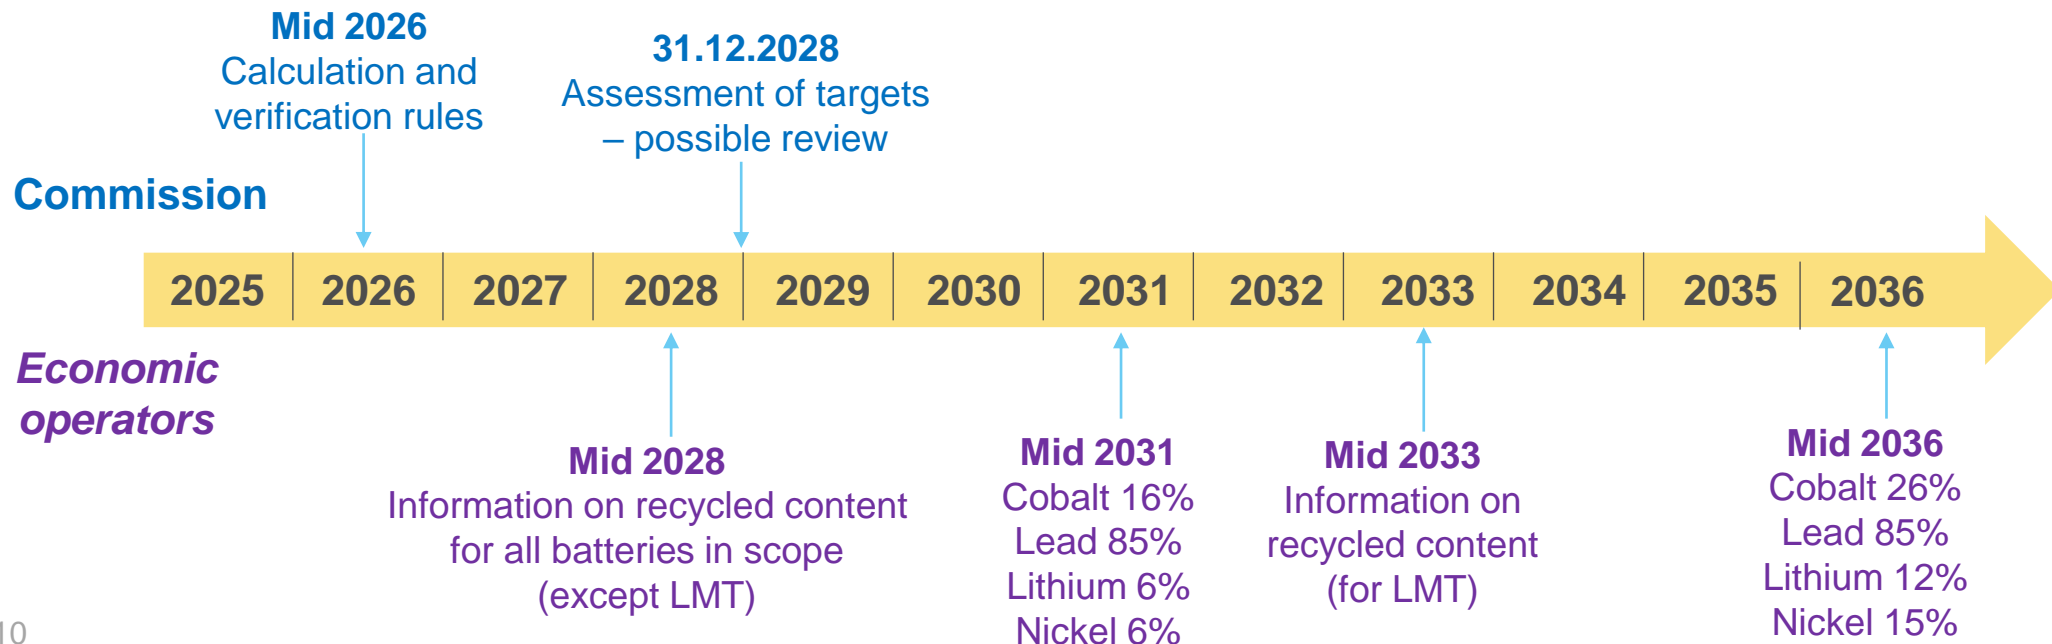 Mid 2026
Calculation and
verification rules
31.12.2028
Assessment of targets
– possible review
Commission
2025 2026 2027 2028 2029 2030 2031 2032 2033 2034 2035 2036
Economic
operators
Mid 2028
Information on recycled content
for all batteries in scope
(except LMT)
Mid 2031
Cobalt 16%
Lead 85%
Lithium 6%
Nickel 6%
Mid 2033
Information on
recycled content
(for LMT)
Mid 2036
Cobalt 26%
Lead 85%
Lithium 12%
Nickel 15%
10